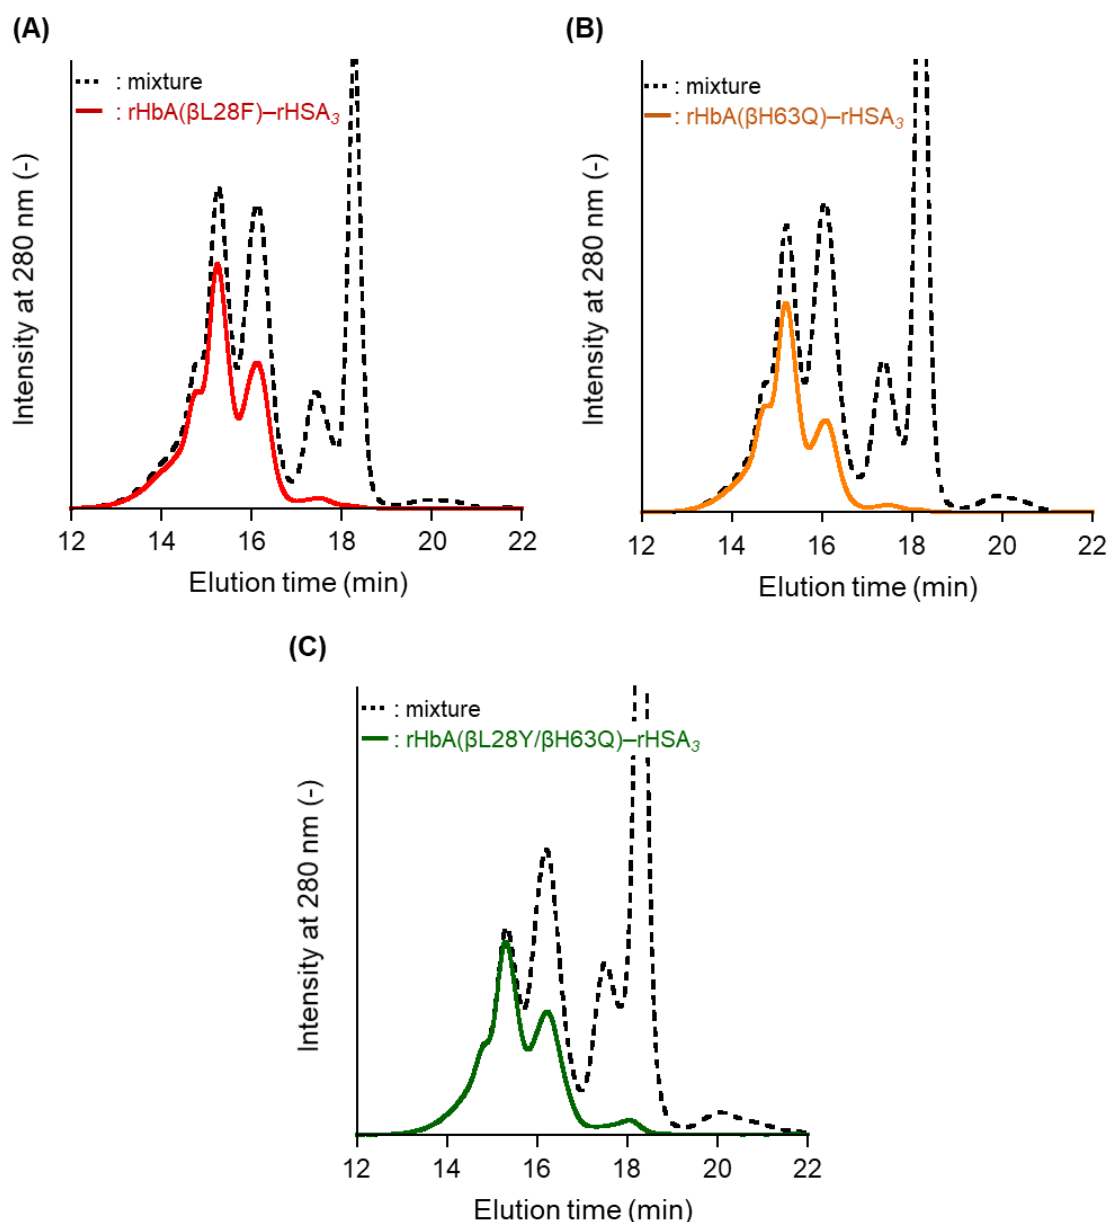 (A)
: mixture
: rHbA(βL28F)–rHSA₃
Intensity at 280 nm (-)
12 14 16 18 20 22
Elution time (min)
(B)
: mixture
: rHbA(βH63Q)–rHSA₃
Intensity at 280 nm (-)
12 14 16 18 20 22
Elution time (min)
(C)
: mixture
: rHbA(βL28Y/βH63Q)–rHSA₃
Intensity at 280 nm (-)
12 14 16 18 20 22
Elution time (min)